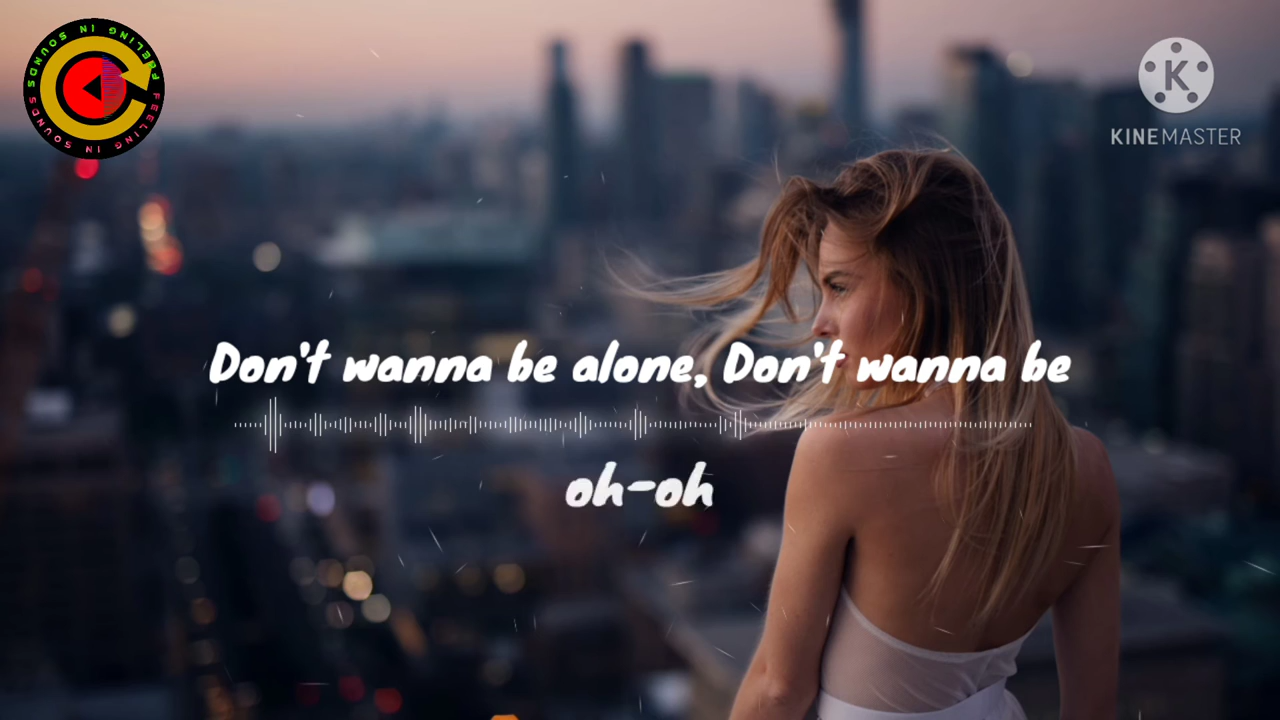 FEELING IN SOUNDS
FEELING IN SOUNDS
K
KINEMASTER
Don't wanna be alone, Don't wanna be
oh-oh